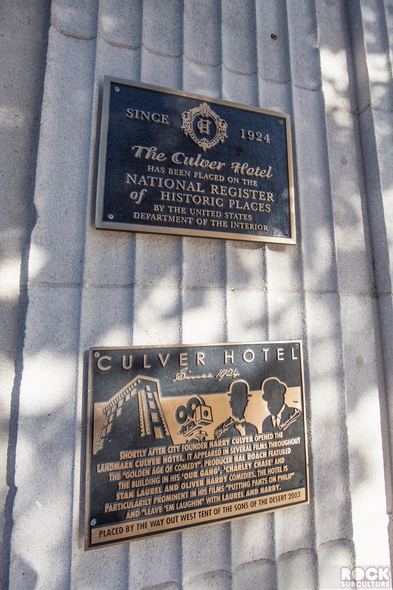 SINCE H 1924
The Culver Hotel
HAS BEEN PLACED ON THE
NATIONAL REGISTER
of HISTORIC PLACES
BY THE UNITED STATES
DEPARTMENT OF THE INTERIOR
CULVER HOTEL
Since 1924
SHORTLY AFTER CITY FOUNDER HARRY CULVER OPENED THE
LANDMARK CULVER HOTEL, IT APPEARED IN SEVERAL FILMS THROUGHOUT
THE "GOLDEN AGE OF COMEDY". PRODUCER HAL ROACH FEATURED
THE BUILDING IN HIS 'OUR GANG', 'CHARLEY CHASE' AND
STAN LAUREL AND OLIVER HARDY COMEDIES. THE HOTEL IS
PARTICULARLY PROMINENT IN HIS FILMS "PUTTING PANTS ON PHILIP"
AND "LEAVE 'EM LAUGHIN" WITH LAUREL AND HARDY.
PLACED BY THE WAY OUT WEST TENT OF THE SONS OF THE DESERT 2003
ROCK
SUBCULTURE